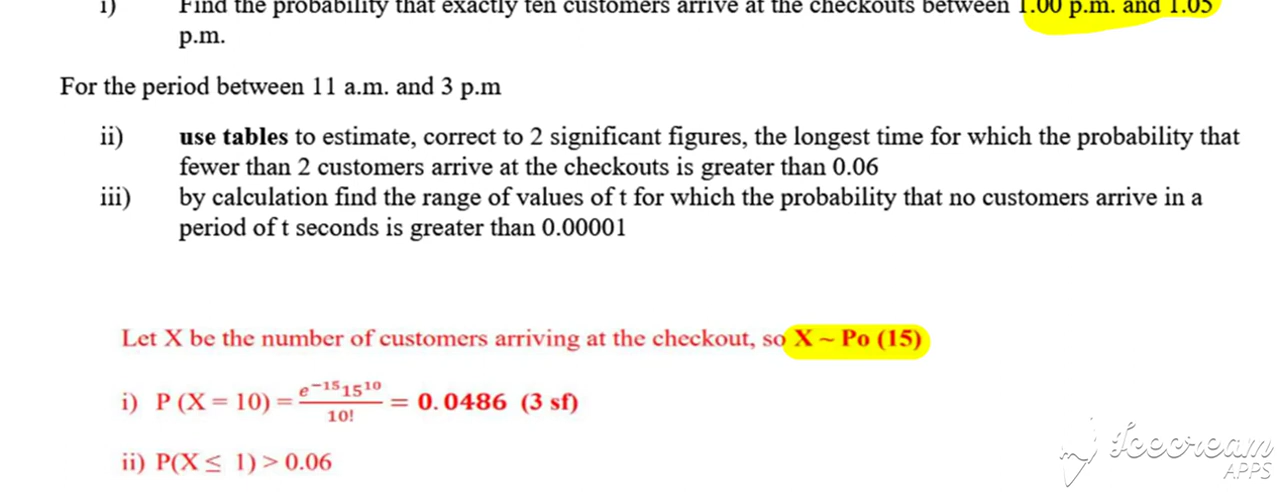 i) Find the probability that exactly ten customers arrive at the checkouts between 1.00 p.m. and 1.05
p.m.
For the period between 11 a.m. and 3 p.m
ii) use tables to estimate, correct to 2 significant figures, the longest time for which the probability that
fewer than 2 customers arrive at the checkouts is greater than 0.06
iii) by calculation find the range of values of t for which the probability that no customers arrive in a
period of t seconds is greater than 0.00001
Let X be the number of customers arriving at the checkout, so X ~ Po (15)
i) P (X = 10) = e⁻¹⁵15¹⁰/10! = 0.0486 (3 sf)
ii) P(X ≤ 1) > 0.06
Icecream
APPS